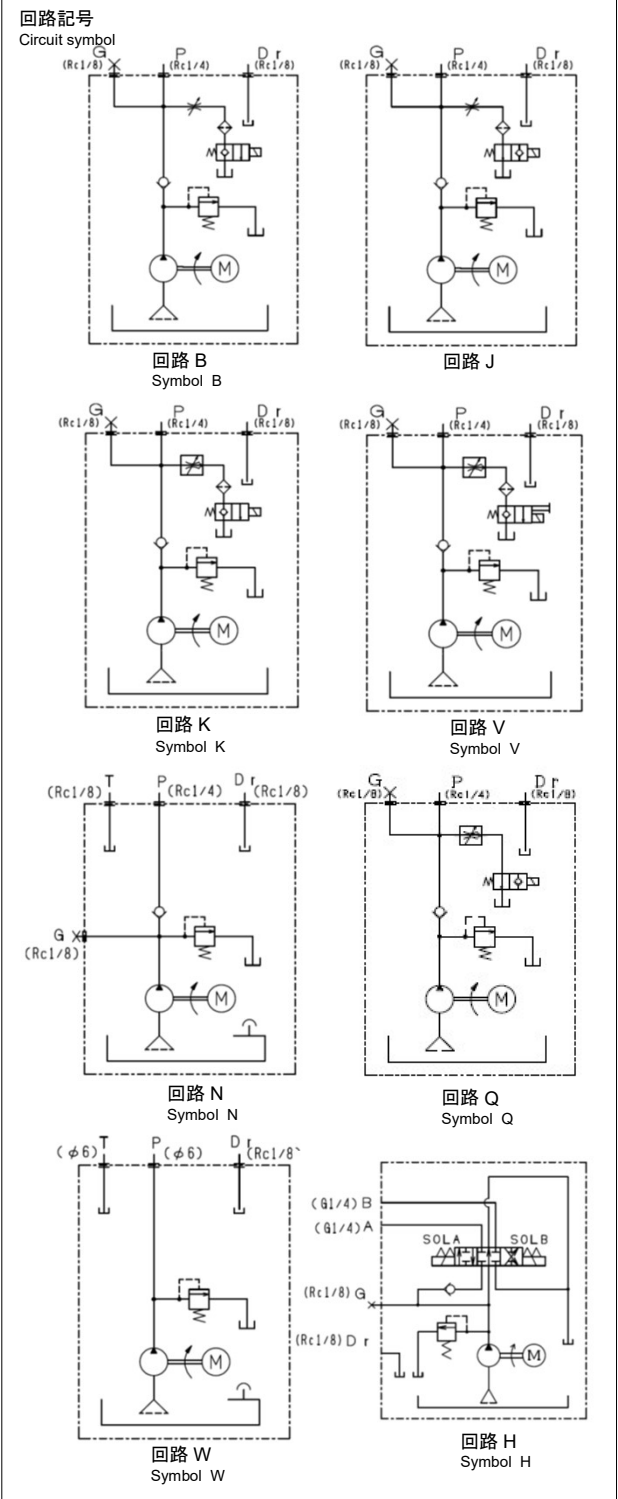 回路記号
Circuit symbol
G P D r
(Rc1/8) (Rc1/4) (Rc1/8)
M
回路 B
Symbol B
G P D r
(Rc1/8) (Rc1/4) (Rc1/8)
M
回路 J
G P D r
(Rc1/8) (Rc1/4) (Rc1/8)
M
回路 K
Symbol K
G P D r
(Rc1/8) (Rc1/4) (Rc1/8)
M
回路 V
Symbol V
T P D r
(Rc1/8) (Rc1/4) (Rc1/8)
G
(Rc1/8)
M
回路 N
Symbol N
G P D r
(Rc1/8) (Rc1/4) (Rc1/8)
M
回路 Q
Symbol Q
T P D r
(φ6) (φ6) (Rc1/8
M
回路 W
Symbol W
(G1/4) B
(G1/4) A
SOLA SOLB
(Rc1/8) G
(Rc1/8) D r
M
回路 H
Symbol H